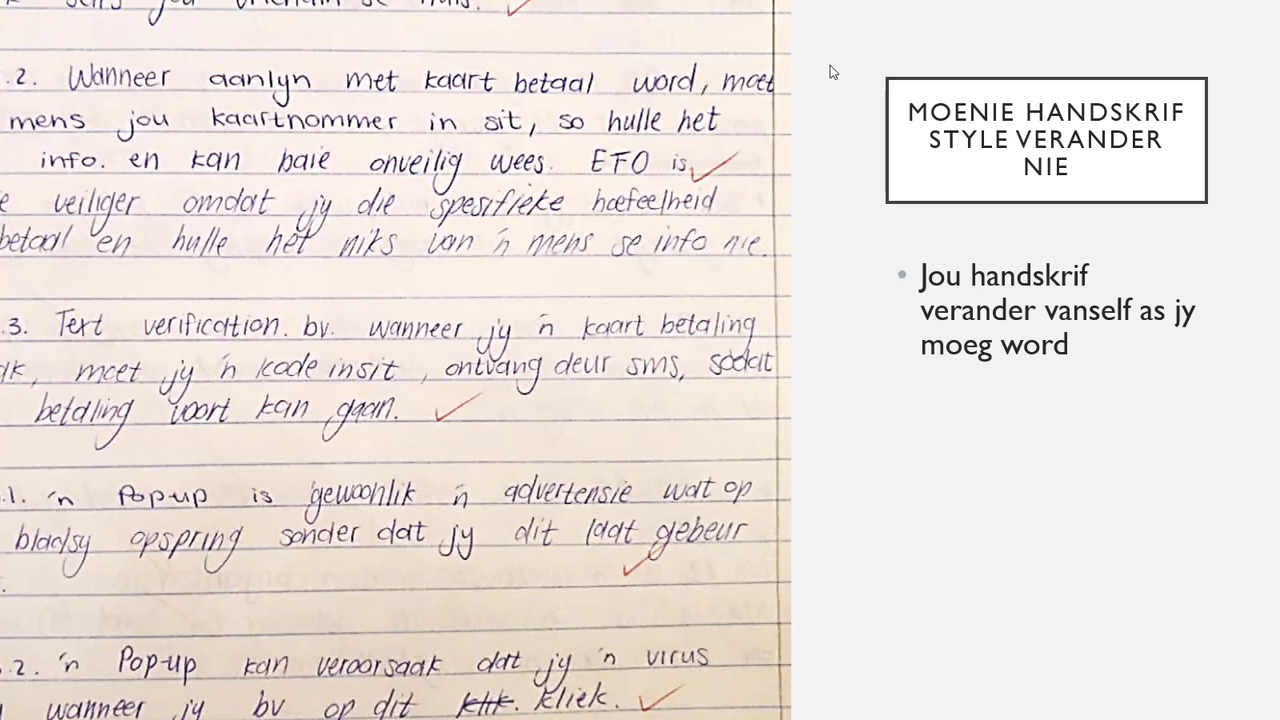 .2. Wanneer aanlyn met kaart betaal word, moet
mens jou kaartnommer in sit, so hulle het
info. en kan baie onveilig wees. EFO is
veiliger omdat jy die spesifieke hoefeelheid
betaal en hulle het niks van 'n mens se info nie.
.3. Text verification. bv. wanneer jy 'n kaart betaling
moet jy 'n kode insit, ontvang deur sms, sodat
betaling voort kan gaan.
.1. 'n Pop-up is gewoonlik 'n advertensie wat op
bladsy opspring sonder dat jy dit laat gebeur
.2. 'n Pop-up kan veroorsaak dat jy 'n virus
wanneer jy bv op dit kliek.
MOENIE HANDSKRIF
STYLE VERANDER
NIE
• Jou handskrif
verander vanself as jy
moeg word